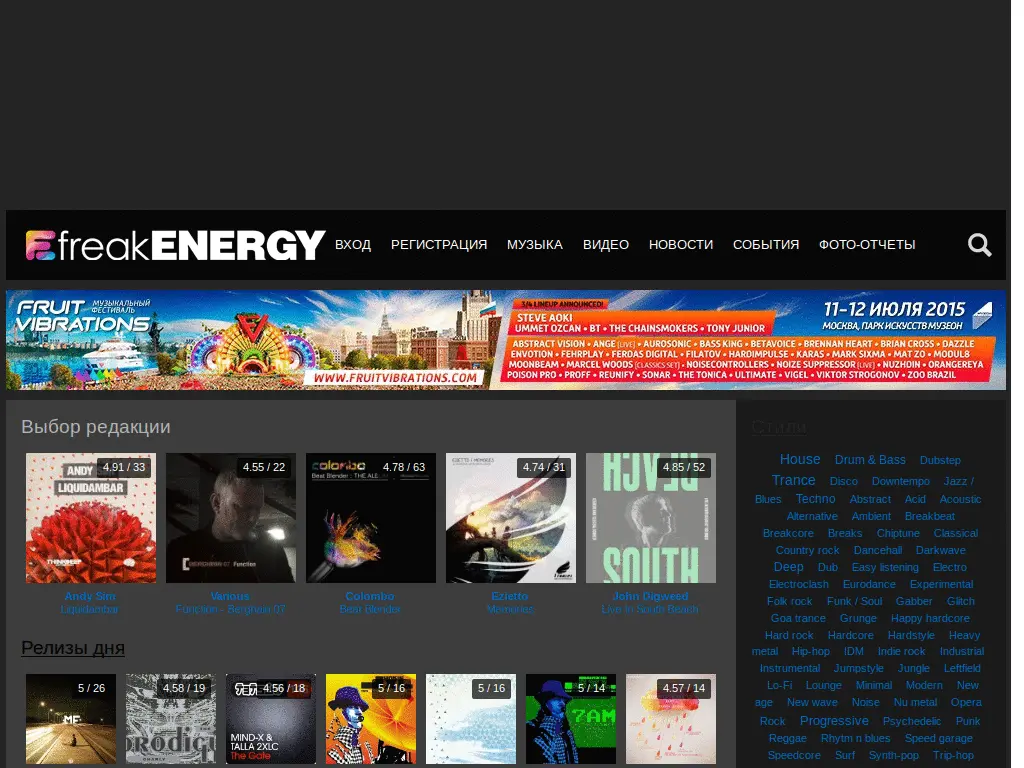 freakENERGY ВХОД РЕГИСТРАЦИЯ МУЗЫКА ВИДЕО НОВОСТИ СОБЫТИЯ ФОТО-ОТЧЕТЫ
FRUIT VIBRATIONS
МУЗЫКАЛЬНЫЙ
ФЕСТИВАЛЬ
WWW.FRUITVIBRATIONS.COM
3/4 LINEUP ANNOUNCED!
STEVE AOKI
UMMET OZCAN • BT • THE CHAINSMOKERS • TONY JUNIOR
ABSTRACT VISION • ANGE [LIVE] • AUROSONIC • BASS KING • BETAVOICE • BRENNAN HEART • BRIAN CROSS • DAZZLE
ENVOTION • FEHRPLAY • FERDAS DIGITAL • FILATOV • HARDIMPULSE • KARAS • MARK SIXMA • MAT ZO • MODUL8
MOONBEAM • MARCEL WOODS [CLASSICS SET] • NOISECONTROLLERS • NOIZE SUPPRESSOR [LIVE] • NUZHDIN • ORANGEREYA
POISON PRO • PROFF • REUNIFY • SONAR • THE TONICA • ULTIMATE • VIGEL • VIKTOR STROGONOV • ZOO BRAZIL
11-12 ИЮЛЯ 2015
МОСКВА, ПАРК ИСКУССТВ МУЗЕОН
Выбор редакции
4.91 / 33
4.55 / 22
4.78 / 63
4.74 / 31
4.85 / 52
ANDY
LIQUIDAMBAR
colombo
Beat Blender
BEACH
SOUTH
Function
Andy Sim
Liquidambar
Various
Function - Berghain 07
Colombo
Beat Blender
Ezietto
Memories
John Digweed
Live In South Beach
Релизы дня
5 / 26
4.58 / 19
4.56 / 18
5 / 16
5 / 16
5 / 14
4.57 / 14
MF
MIND-X &
TALLA 2XLC
The Gate
7AM
Стили
House Drum & Bass Dubstep
Trance Disco Downtempo Jazz /
Blues Techno Abstract Acid Acoustic
Alternative Ambient Breakbeat
Breakcore Breaks Chiptune Classical
Country rock Dancehall Darkwave
Deep Dub Easy listening Electro
Electroclash Eurodance Experimental
Folk rock Funk / Soul Gabber Glitch
Goa trance Grunge Happy hardcore
Hard rock Hardcore Hardstyle Heavy
metal Hip-hop IDM Indie rock Industrial
Instrumental Jumpstyle Jungle Leftfield
Lo-Fi Lounge Minimal Modern New
age New wave Noise Nu metal Opera
Rock Progressive Psychedelic Punk
Reggae Rhytm n blues Speed garage
Speedcore Surf Synth-pop Trip-hop